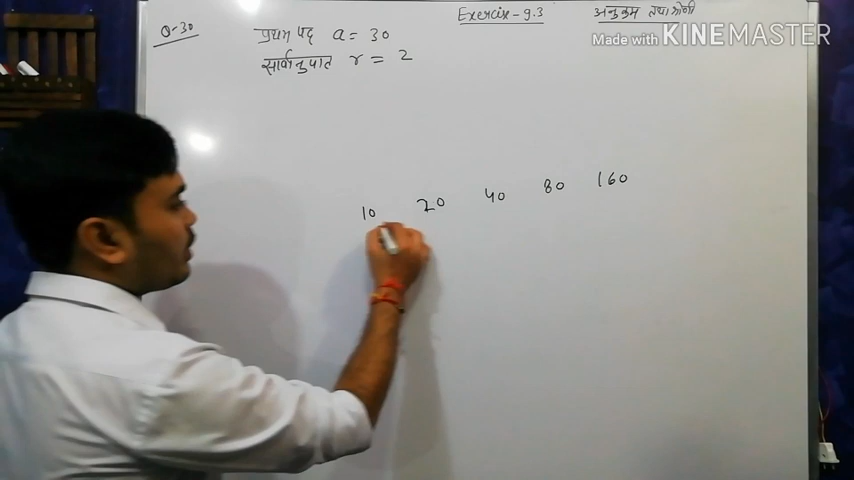 Exercise - 9.3 अनुक्रम तथा श्रेणी
Made with KINEMASTER
Q-30 प्रथम पद a = 30
सार्वानुपात r = 2
10 20 40 80 160